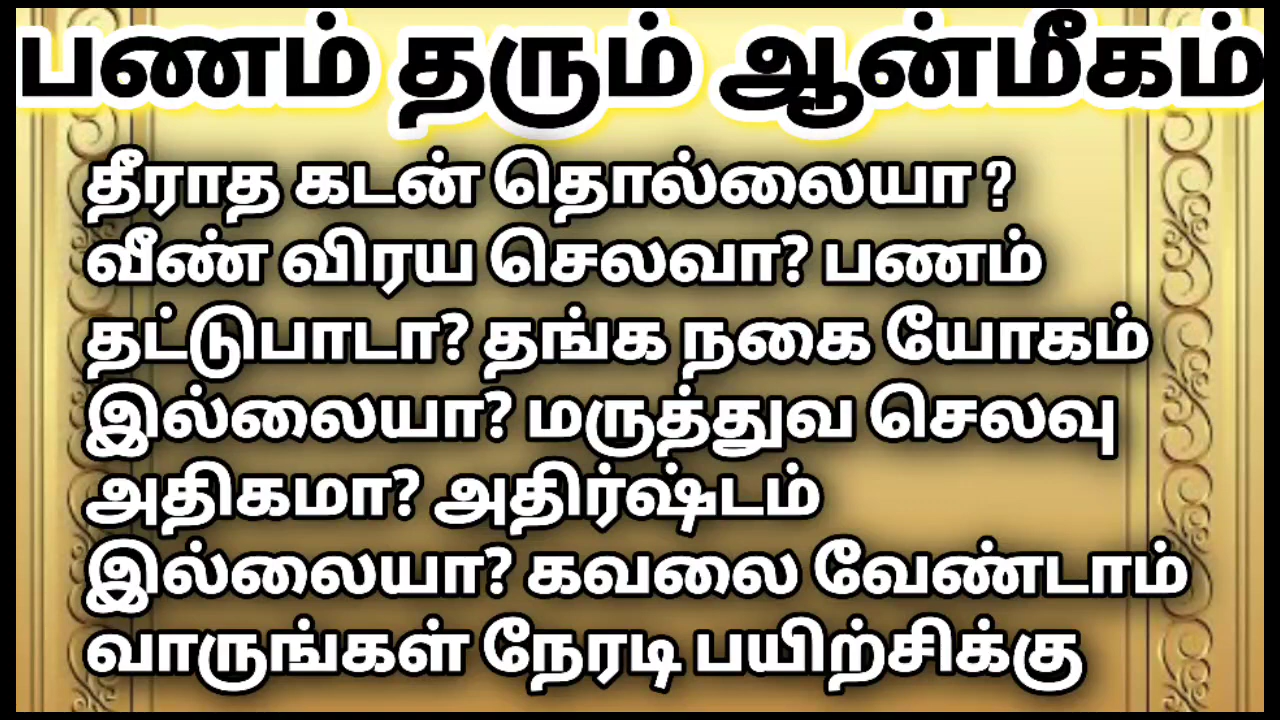 பணம் தரும் ஆன்மீகம்
தீராத கடன் தொல்லையா ?
வீண் விரய செலவா? பணம்
தட்டுபாடா? தங்க நகை யோகம்
இல்லையா? மருத்துவ செலவு
அதிகமா? அதிர்ஷ்டம்
இல்லையா? கவலை வேண்டாம்
வாருங்கள் நேரடி பயிற்சிக்கு